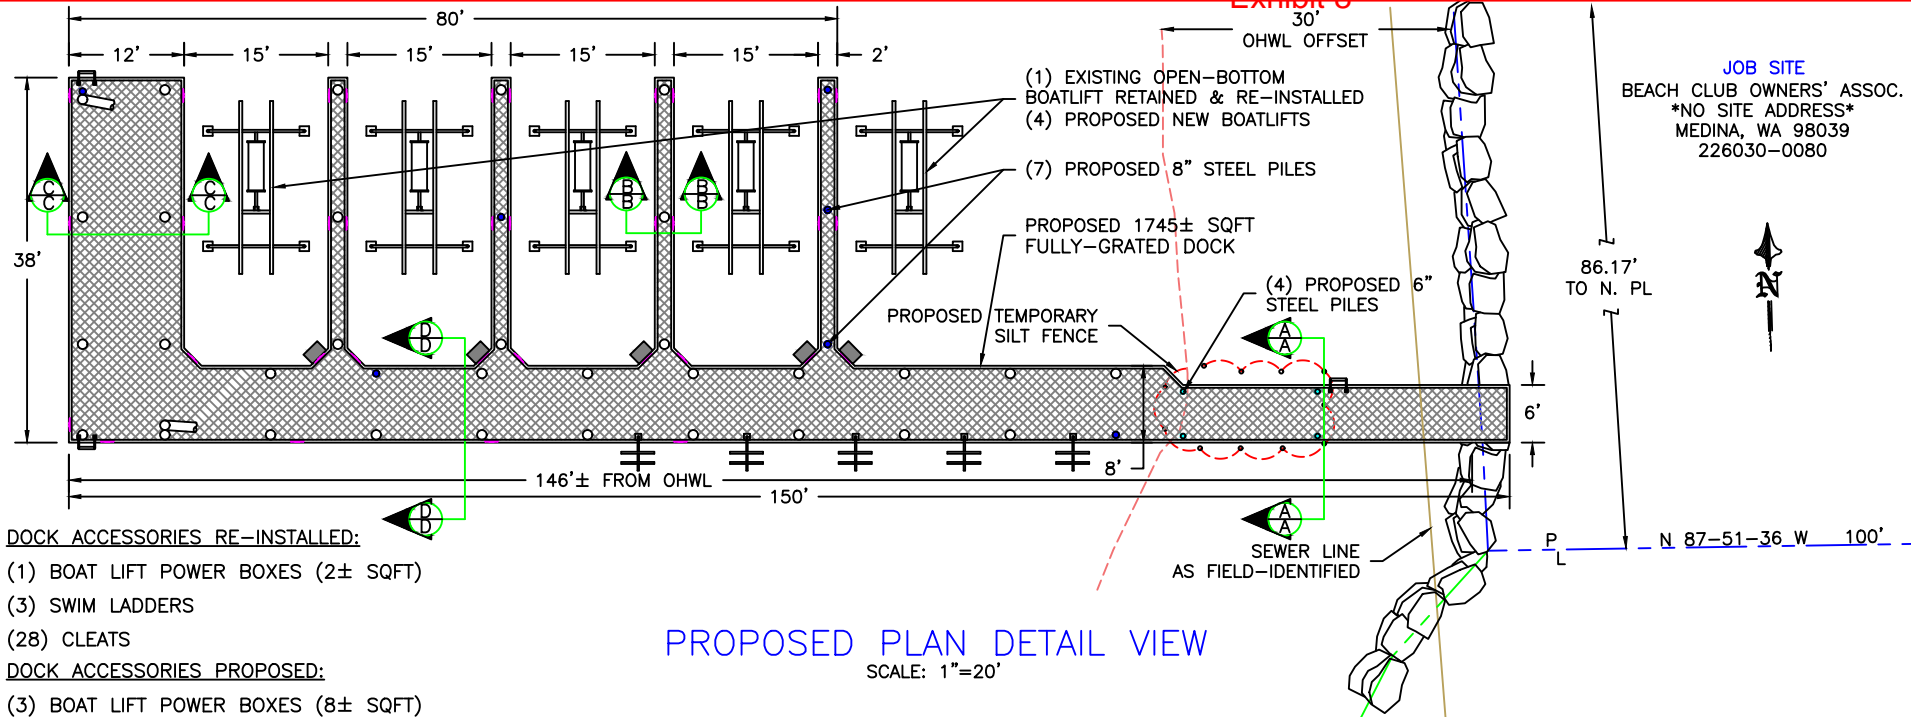 Exhibit 8
80'
30'
OHWL OFFSET
12'
15'
15'
15'
15'
2'
(1) EXISTING OPEN-BOTTOM
BOATLIFT RETAINED & RE-INSTALLED
(4) PROPOSED NEW BOATLIFTS
JOB SITE
BEACH CLUB OWNERS' ASSOC.
*NO SITE ADDRESS*
MEDINA, WA 98039
226030-0080
(7) PROPOSED 8" STEEL PILES
C
C
C
C
B
B
B
B
PROPOSED 1745± SQFT
FULLY-GRATED DOCK
38'
86.17'
TO N. PL
N
(4) PROPOSED 6"
STEEL PILES
PROPOSED TEMPORARY
SILT FENCE
D
D
A
A
6'
8'
146'± FROM OHWL
150'
D
D
A
A
SEWER LINE
AS FIELD-IDENTIFIED
P
L
N 87-51-36 W 100'
DOCK ACCESSORIES RE-INSTALLED:
(1) BOAT LIFT POWER BOXES (2± SQFT)
(3) SWIM LADDERS
(28) CLEATS
DOCK ACCESSORIES PROPOSED:
(3) BOAT LIFT POWER BOXES (8± SQFT)
PROPOSED PLAN DETAIL VIEW
SCALE: 1"=20'